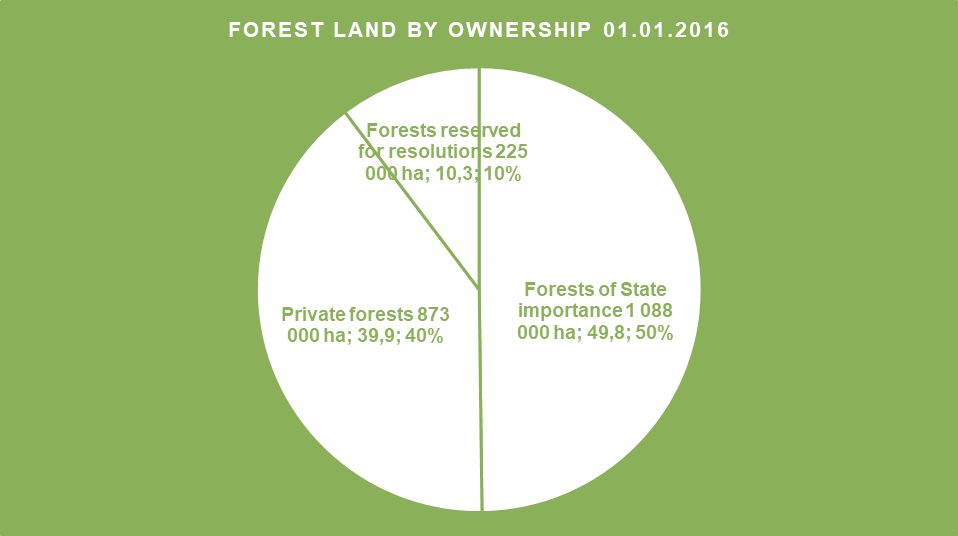 FOREST LAND BY OWNERSHIP 01.01.2016
Forests reserved
for resolutions 225
000 ha; 10,3; 10%
Forests of State
importance 1 088
000 ha; 49,8; 50%
Private forests 873
000 ha; 39,9; 40%